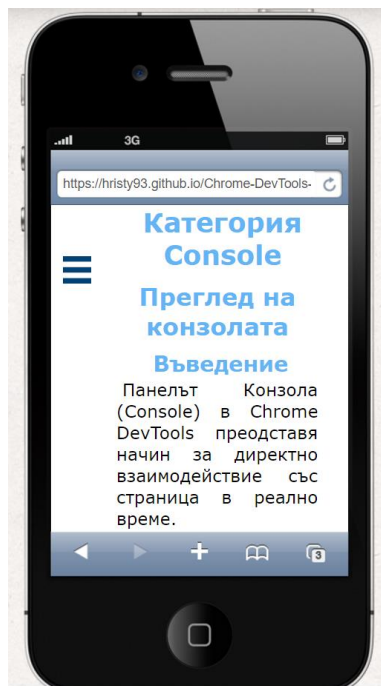 3G
https://hristy93.github.io/Chrome-DevTools-
Категория
Console
Преглед на
конзолата
Въведение
Панелът Конзола
(Console) в Chrome
DevTools преодставя
начин за директно
взаимодействие със
страница в реално
време.
3